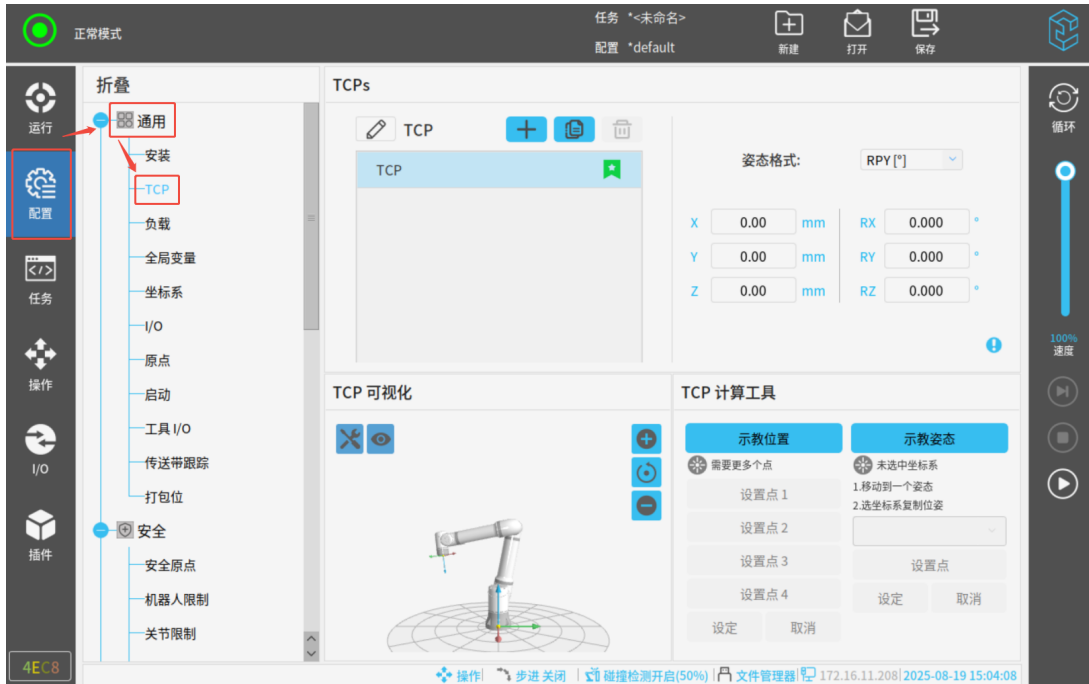 正常模式
任务 *<未命名>
配置 *default
新建
打开
保存
运行
配置
任务
操作
I/O
插件
4EC8
折叠
通用
安装
TCP
负载
全局变量
坐标系
I/O
原点
启动
工具 I/O
传送带跟踪
打包位
安全
安全原点
机器人限制
关节限制
TCPs
TCP
TCP
姿态格式:
RPY[°]
X 0.00 mm RX 0.000 °
Y 0.00 mm RY 0.000 °
Z 0.00 mm RZ 0.000 °
TCP 可视化
TCP 计算工具
示教位置
需要更多个点
设置点 1
设置点 2
设置点 3
设置点 4
设定 取消
示教姿态
未选中坐标系
1.移动到一个姿态
2.选坐标系复制位姿
设置点
设定 取消
循环
100%
速度
操作 步进 关闭 碰撞检测开启(50%) 文件管理器 172.16.11.208 2025-08-19 15:04:08